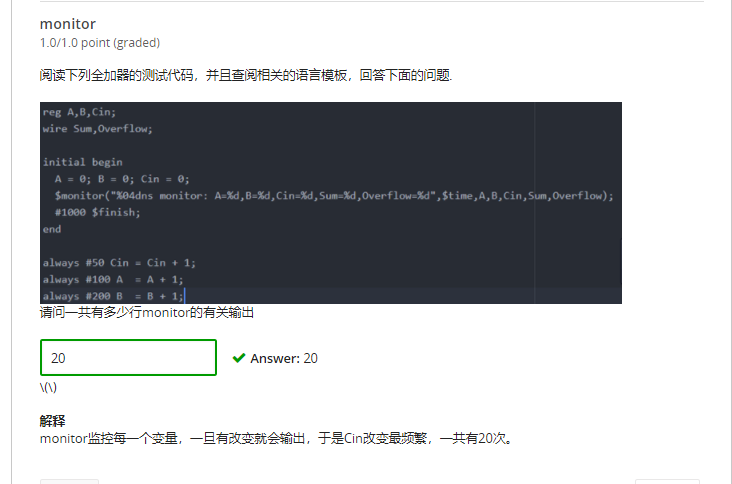 monitor
1.0/1.0 point (graded)
阅读下列全加器的测试代码，并且查阅相关的语言模板，回答下面的问题.
reg A,B,Cin;
wire Sum,Overflow;
initial begin
A = 0; B = 0; Cin = 0;
$monitor("%04dns monitor: A=%d,B=%d,Cin=%d,Sum=%d,Overflow=%d",$time,A,B,Cin,Sum,Overflow);
#1000 $finish;
end
always #50 Cin = Cin + 1;
always #100 A = A + 1;
always #200 B = B + 1;
请问一共有多少行monitor的有关输出
20
Answer: 20
\(\)
解释
monitor监控每一个变量，一旦有改变就会输出，于是Cin改变最频繁，一共有20次。